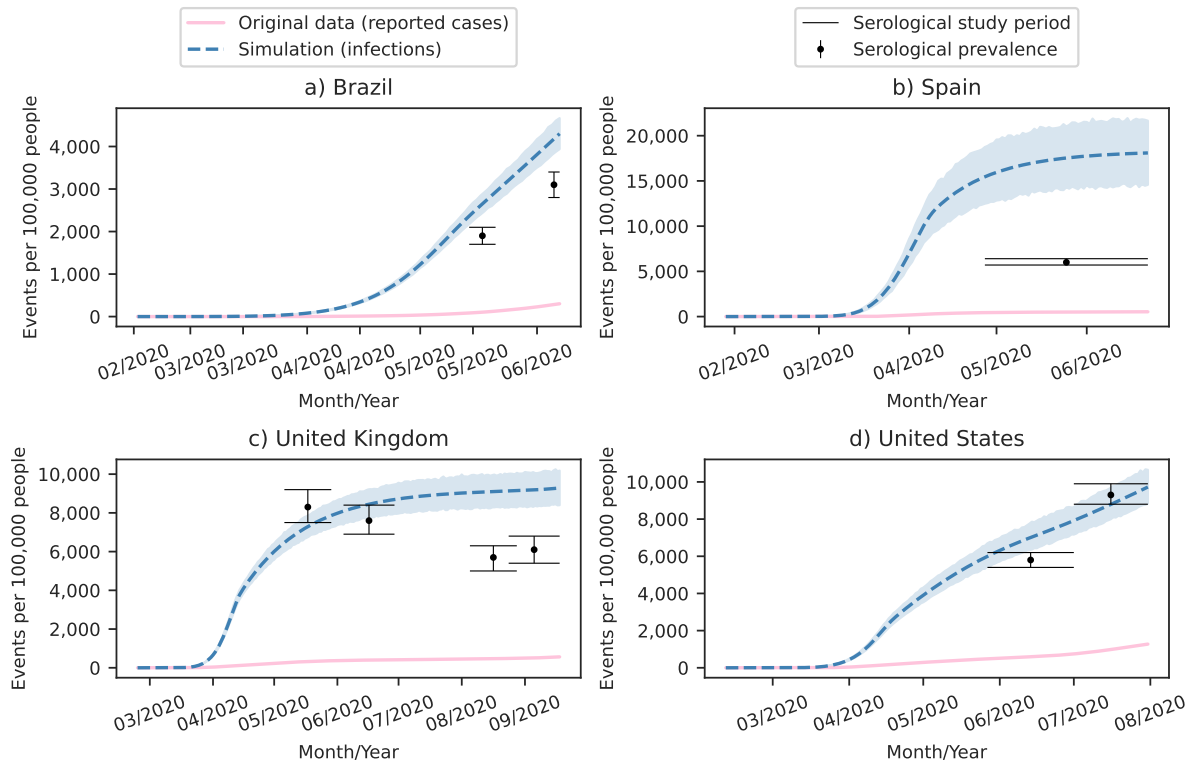 Original data (reported cases)
Simulation (infections)
Serological study period
Serological prevalence
a) Brazil
Events per 100,000 people
4,000
3,000
2,000
1,000
0
02/2020 03/2020 03/2020 04/2020 04/2020 05/2020 05/2020 06/2020
Month/Year
b) Spain
Events per 100,000 people
20,000
15,000
10,000
5,000
0
02/2020 03/2020 04/2020 05/2020 06/2020
Month/Year
c) United Kingdom
Events per 100,000 people
10,000
8,000
6,000
4,000
2,000
0
03/2020 04/2020 05/2020 06/2020 07/2020 08/2020 09/2020
Month/Year
d) United States
Events per 100,000 people
10,000
8,000
6,000
4,000
2,000
0
03/2020 04/2020 05/2020 06/2020 07/2020 08/2020
Month/Year